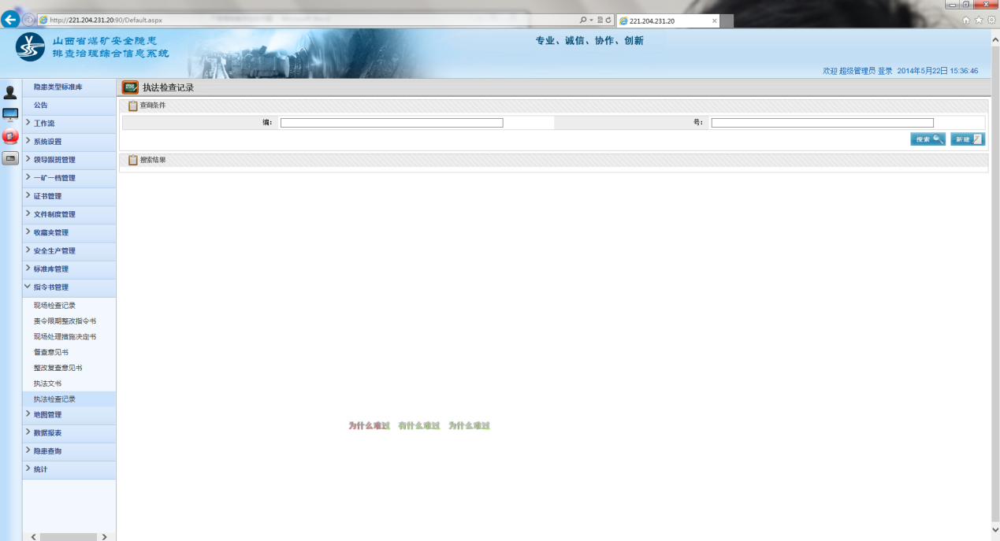 http://221.204.231.20:90/Default.aspx
221.204.231.20
山西省煤矿安全隐患
排查治理综合信息系统
专业、诚信、协作、创新
欢迎 超级管理员 登录 2014年5月22日 15:36:46
隐患类型标准库
公告
工作流
系统设置
领导跟班管理
一矿一档管理
证书管理
文件制度管理
收藏夹管理
安全生产管理
标准库管理
指令书管理
现场检查记录
责令限期整改指令书
现场处理措施决定书
督查意见书
整改复查意见书
执法文书
执法检查记录
地图管理
数据报表
隐患查询
统计
执法检查记录
查询条件
编:
号:
搜索
新建
搜索结果
为什么难过 有什么难过 为什么难过